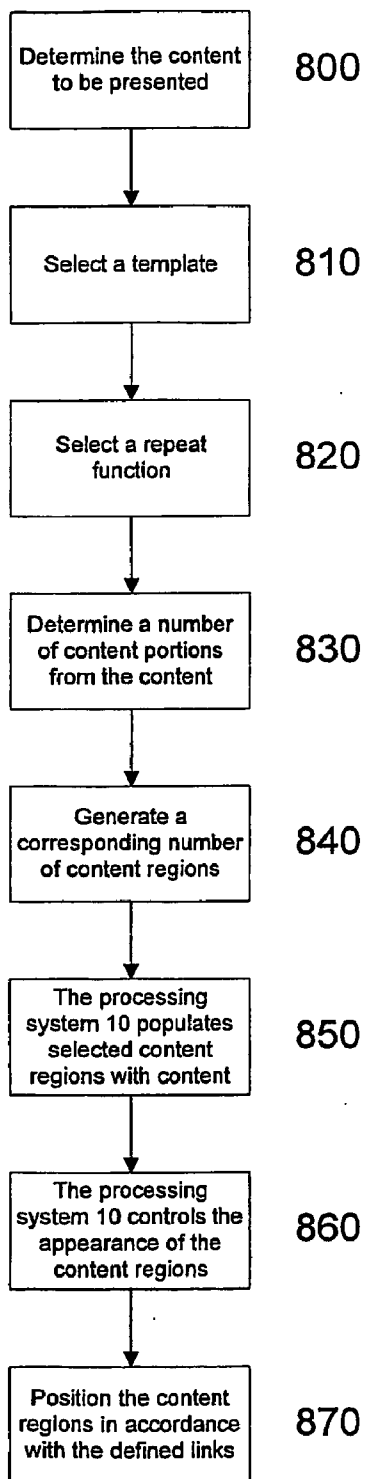 Determine the content
to be presented
800
Select a template
810
Select a repeat
function
820
Determine a number
of content portions
from the content
830
Generate a
corresponding number
of content regions
840
The processing
system 10 populates
selected content
regions with content
850
The processing
system 10 controls the
appearance of the
content regions
860
Position the content
regions in accordance
with the defined links
870